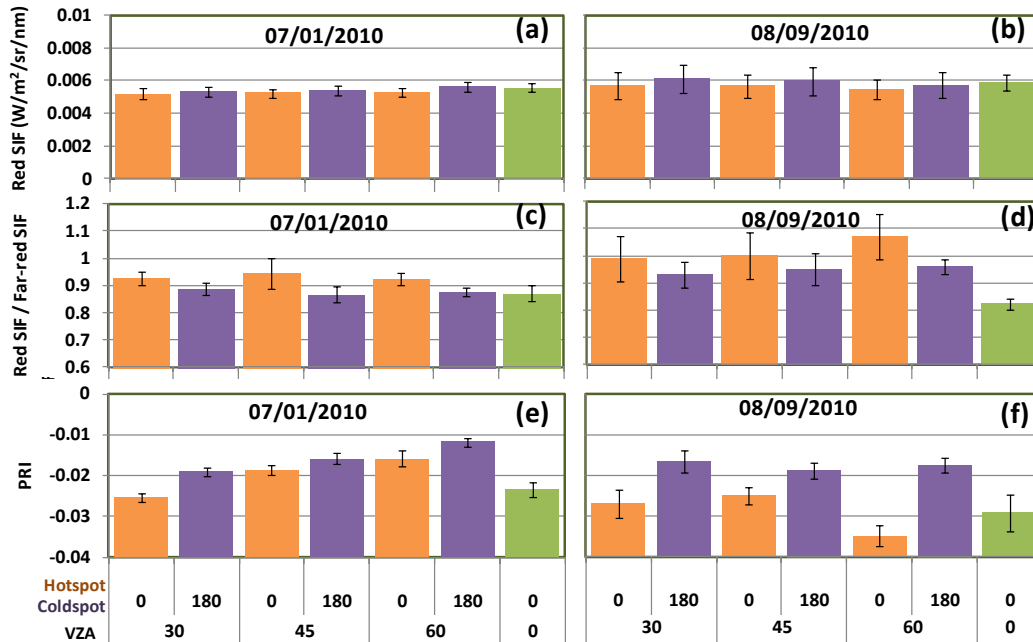 0.01
0.008
0.006
0.004
0.002
0
Red SIF (W/m²/sr/nm)
07/01/2010
(a)
08/09/2010
(b)
1.2
1.1
1
0.9
0.8
0.7
0.6
Red SIF / Far-red SIF
07/01/2010
(c)
08/09/2010
(d)
0
-0.01
-0.02
-0.03
-0.04
PRI
07/01/2010
(e)
08/09/2010
(f)
Hotspot
Coldspot
0 180 0 180 0 180 0 0 180 0 180 0 180 0
VZA 30 45 60 0 30 45 60 0